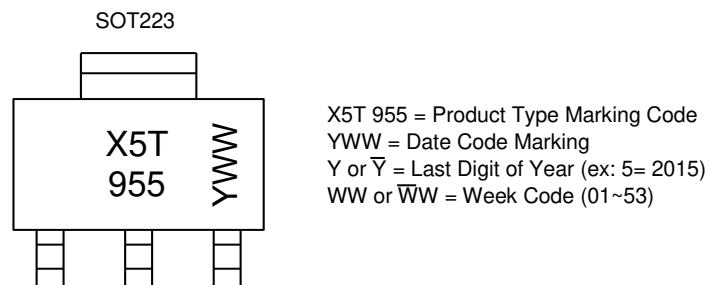 SOT223
X5T
955
YWW
X5T 955 = Product Type Marking Code
YWW = Date Code Marking
Y or Y̅ = Last Digit of Year (ex: 5= 2015)
WW or W̅W = Week Code (01~53)